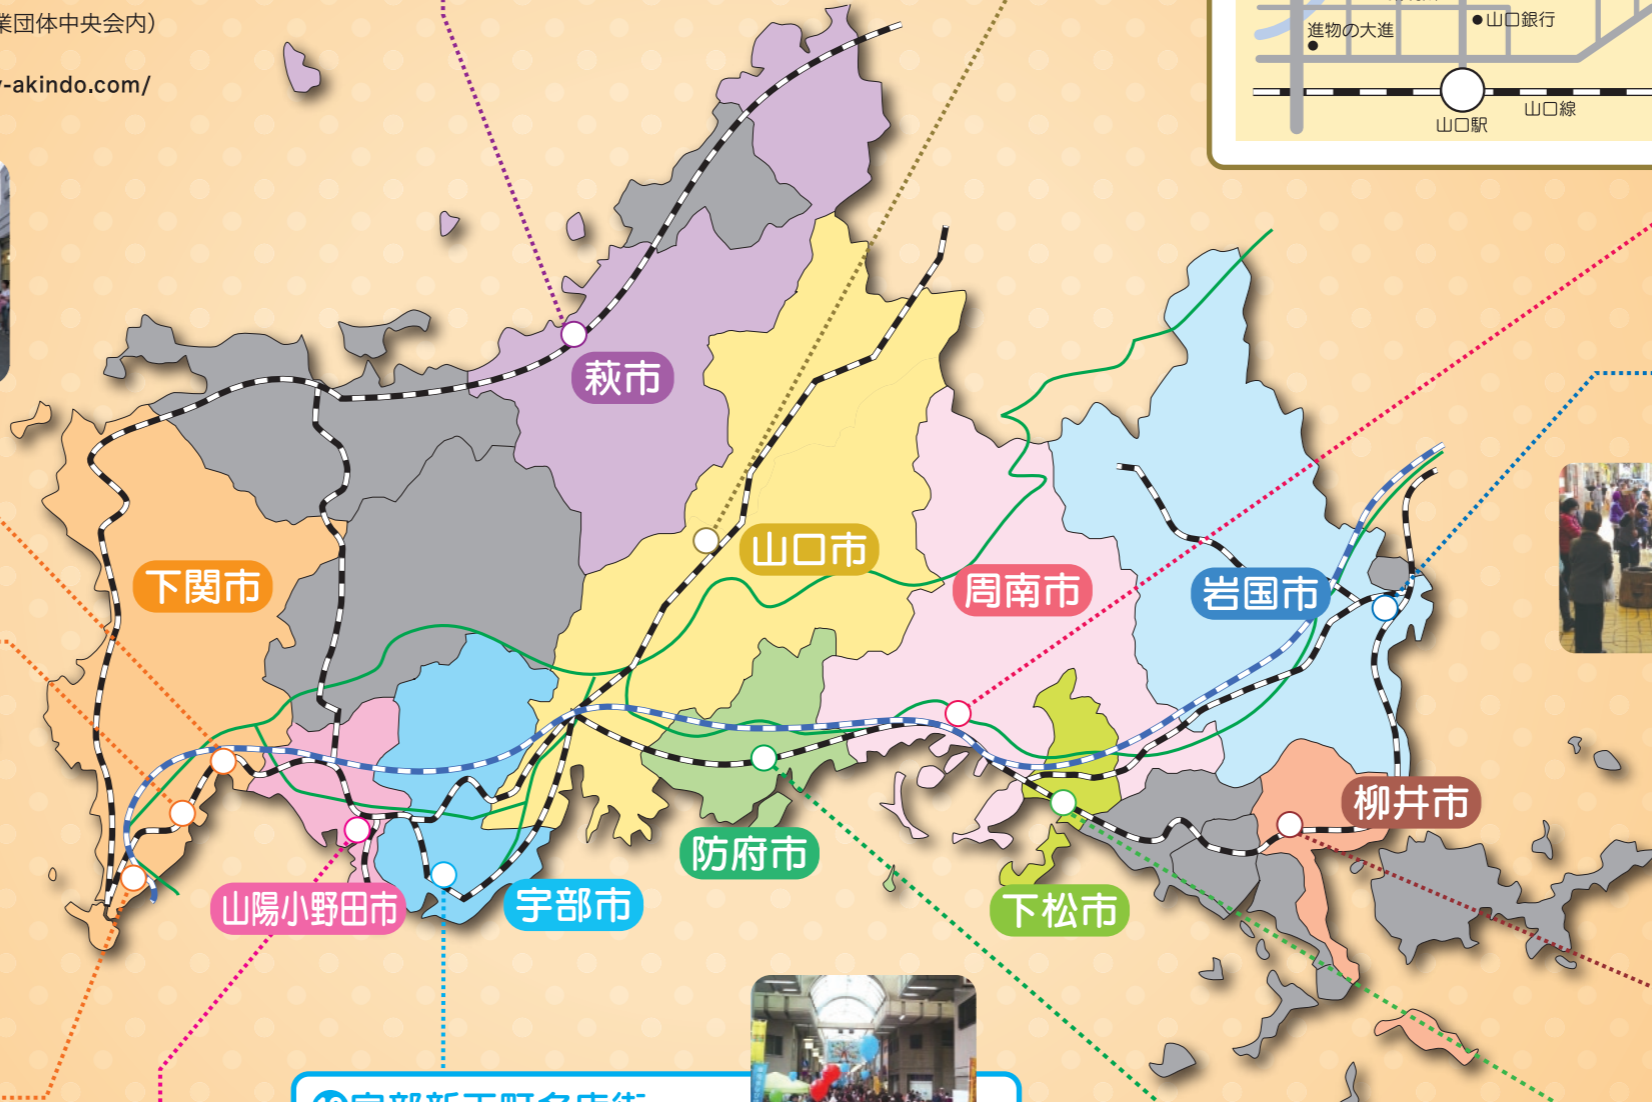 業団体中央会内）
y-akindo.com/
進物の大進
山口銀行
山口駅
山口線
萩市
山口市
下関市
周南市
岩国市
柳井市
防府市
山陽小野田市
宇部市
下松市